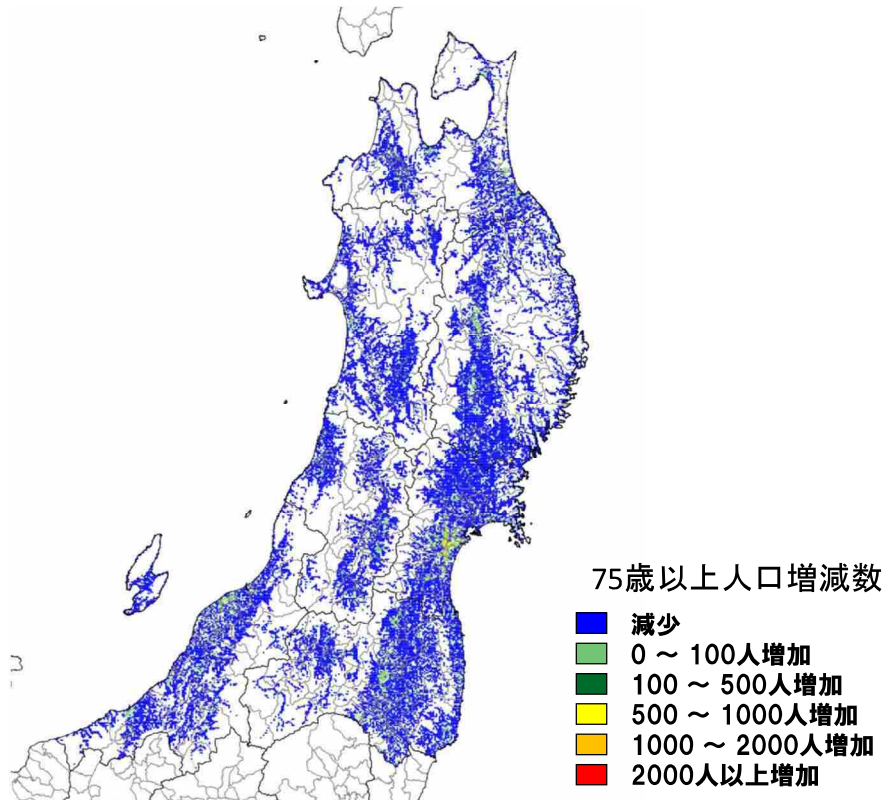 75歳以上人口増減数
減少
0 ～ 100人増加
100 ～ 500人増加
500 ～ 1000人増加
1000 ～ 2000人増加
2000人以上増加